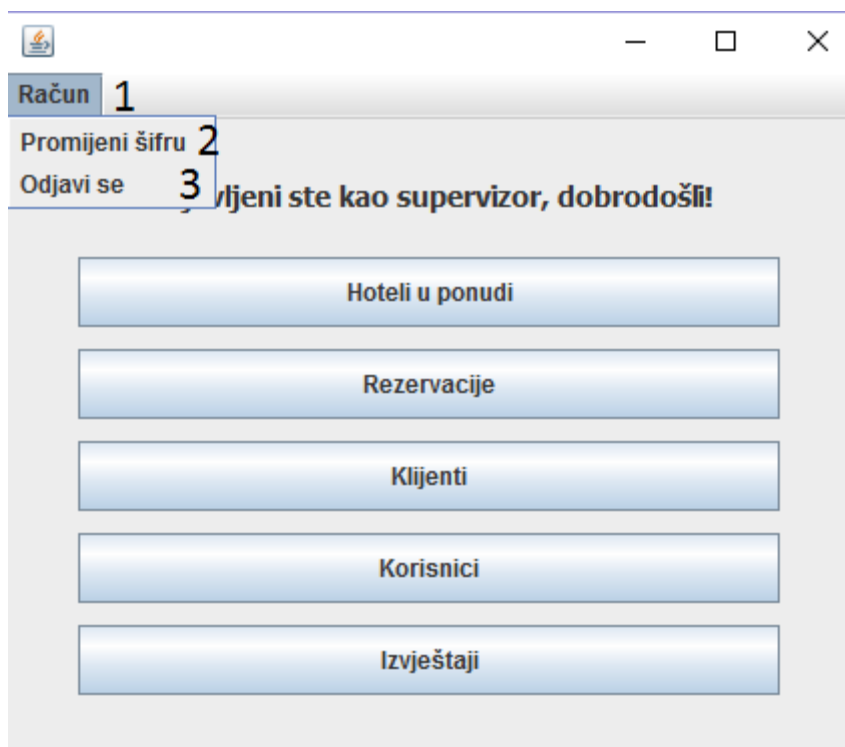 Račun 1
Promijeni šifru 2
Odjavi se 3
ste kao supervizor, dobrodošli!
Hoteli u ponudi
Rezervacije
Klijenti
Korisnici
Izvještaji